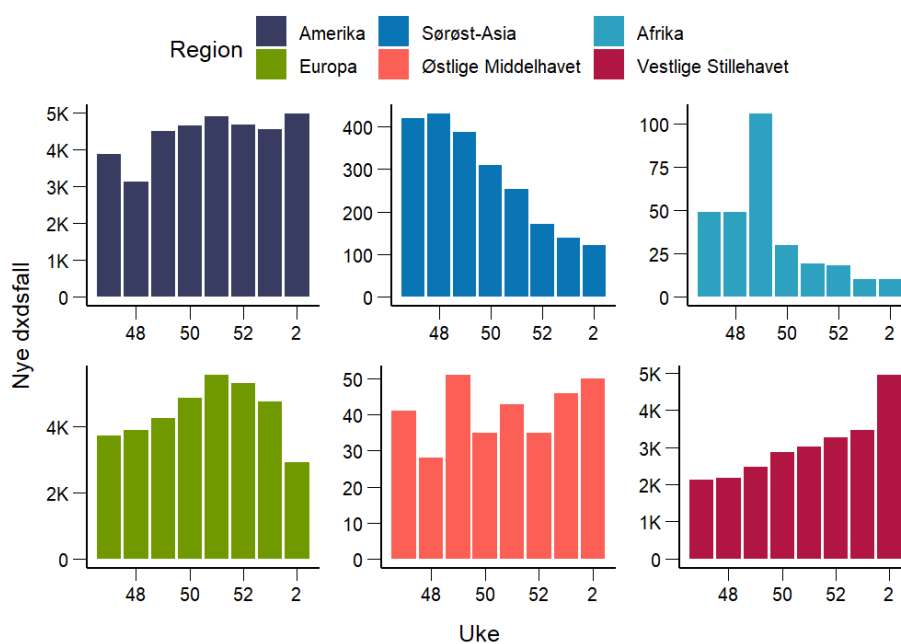 Region
Amerika
Sørøst-Asia
Afrika
Europa
Østlige Middelhavet
Vestlige Stillehavet
Nye dxdsfall
5K
4K
3K
2K
1K
0
48 50 52 2
400
300
200
100
0
48 50 52 2
100
75
50
25
0
48 50 52 2
4K
2K
0
48 50 52 2
50
40
30
20
10
0
48 50 52 2
5K
4K
3K
2K
1K
0
48 50 52 2
Uke